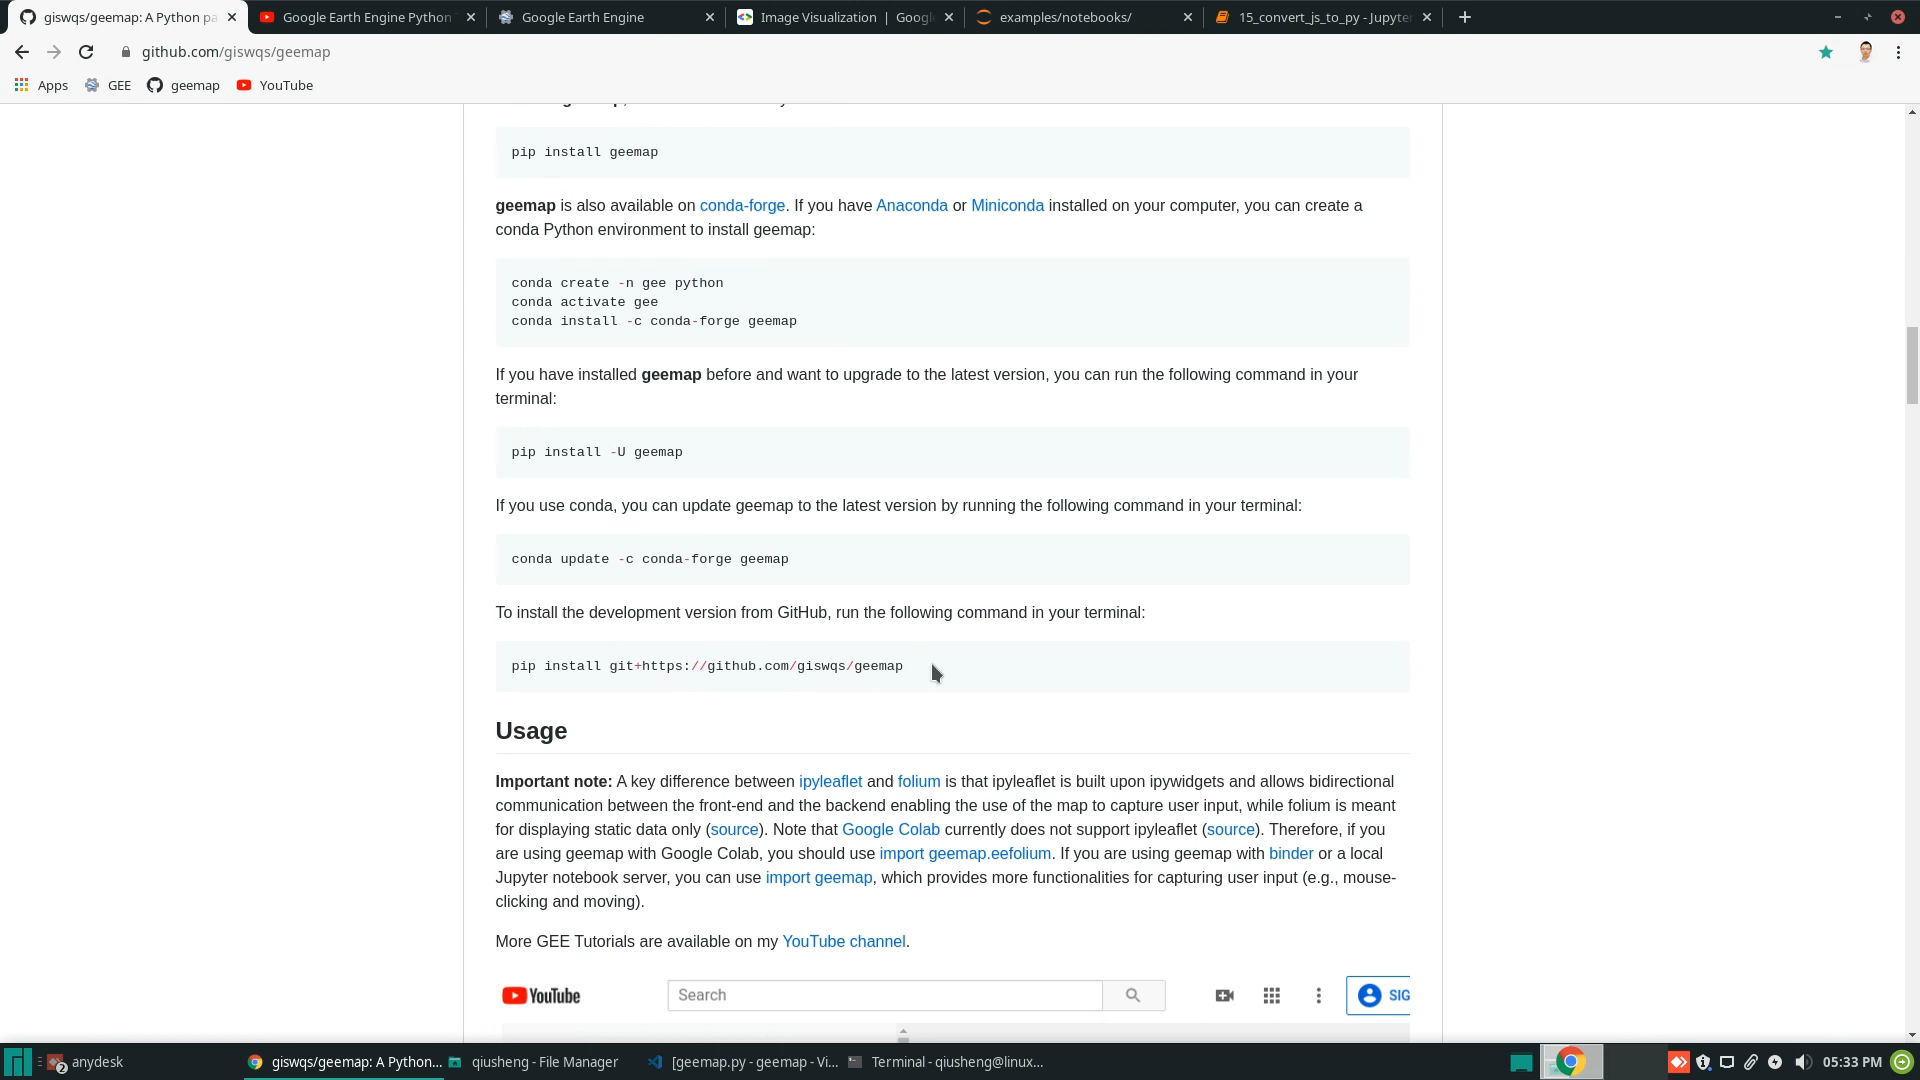 giswqs/geemap: A Python pa
Google Earth Engine Python
Google Earth Engine
Image Visualization | Googl
examples/notebooks/
15_convert_js_to_py - Jupyter
github.com/giswqs/geemap
Apps
GEE
geemap
YouTube
pip install geemap
geemap is also available on conda-forge. If you have Anaconda or Miniconda installed on your computer, you can create a
conda Python environment to install geemap:
conda create -n gee python
conda activate gee
conda install -c conda-forge geemap
If you have installed geemap before and want to upgrade to the latest version, you can run the following command in your
terminal:
pip install -U geemap
If you use conda, you can update geemap to the latest version by running the following command in your terminal:
conda update -c conda-forge geemap
To install the development version from GitHub, run the following command in your terminal:
pip install git+https://github.com/giswqs/geemap
Usage
Important note: A key difference between ipyleaflet and folium is that ipyleaflet is built upon ipywidgets and allows bidirectional
communication between the front-end and the backend enabling the use of the map to capture user input, while folium is meant
for displaying static data only (source). Note that Google Colab currently does not support ipyleaflet (source). Therefore, if you
are using geemap with Google Colab, you should use import geemap.eefolium. If you are using geemap with binder or a local
Jupyter notebook server, you can use import geemap, which provides more functionalities for capturing user input (e.g., mouse-
clicking and moving).
More GEE Tutorials are available on my YouTube channel.
YouTube
Search
SIG
2
anydesk
giswqs/geemap: A Python...
qiusheng - File Manager
[geemap.py - geemap - Vi...
Terminal - qiusheng@linux...
05:33 PM